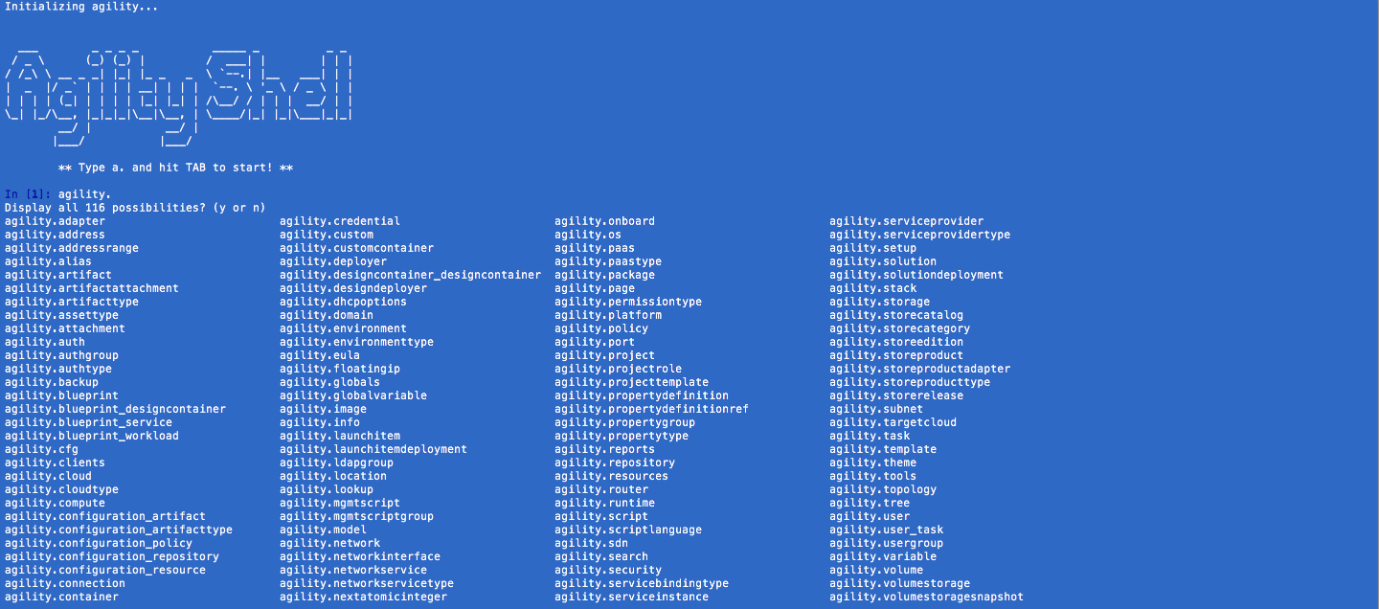 Initializing agility...
Agility Shell
** Type a. and hit TAB to start! **
In [1]: agility.
Display all 116 possibilities? (y or n)
agility.adapter agility.credential agility.onboard agility.serviceprovider
agility.address agility.custom agility.os agility.serviceprovidertype
agility.addressrange agility.customcontainer agility.paas agility.setup
agility.alias agility.deployer agility.paastype agility.solution
agility.artifact agility.designcontainer_designcontainer agility.package agility.solutiondeployment
agility.artifactattachment agility.designdeployer agility.page agility.stack
agility.artifacttype agility.dhcpoptions agility.permissiontype agility.storage
agility.assettype agility.domain agility.platform agility.storecatalog
agility.attachment agility.environment agility.policy agility.storecategory
agility.auth agility.environmenttype agility.port agility.storeedition
agility.authgroup agility.eula agility.project agility.storeproduct
agility.authtype agility.floatingip agility.projectrole agility.storeproductadapter
agility.backup agility.globals agility.projecttemplate agility.storeproducttype
agility.blueprint agility.globalvariable agility.propertydefinition agility.storerelease
agility.blueprint_designcontainer agility.image agility.propertydefinitionref agility.subnet
agility.blueprint_service agility.info agility.propertygroup agility.targetcloud
agility.blueprint_workload agility.launchitem agility.propertytype agility.task
agility.cfg agility.launchitemdeployment agility.reports agility.template
agility.clients agility.ldapgroup agility.repository agility.theme
agility.cloud agility.location agility.resources agility.tools
agility.cloudtype agility.lookup agility.router agility.topology
agility.compute agility.mgmtscript agility.runtime agility.tree
agility.configuration_artifact agility.mgmtscriptgroup agility.script agility.user
agility.configuration_artifacttype agility.model agility.scriptlanguage agility.user_task
agility.configuration_policy agility.network agility.sdn agility.usergroup
agility.configuration_repository agility.networkinterface agility.search agility.variable
agility.configuration_resource agility.networkservice agility.security agility.volume
agility.connection agility.networkservicetype agility.servicebindingtype agility.volumestorage
agility.container agility.nextatomicinteger agility.serviceinstance agility.volumestoragesnapshot